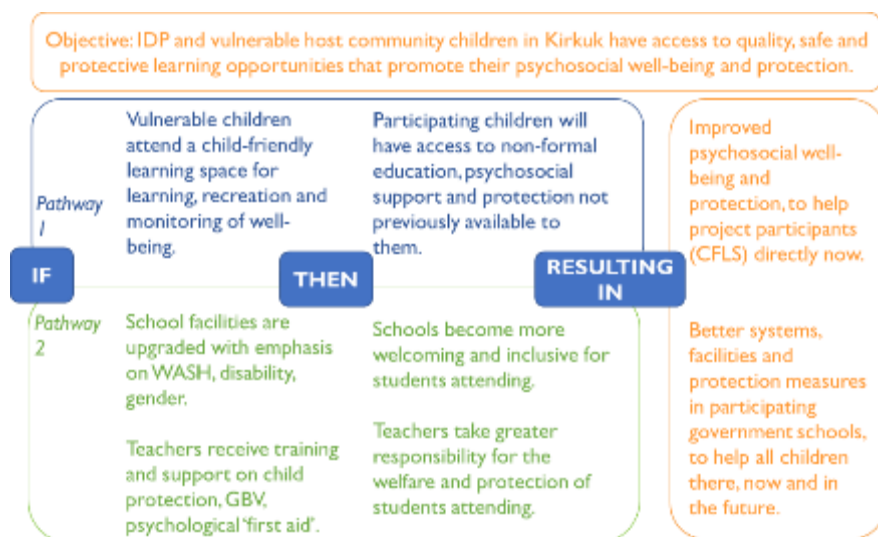 Objective: IDP and vulnerable host community children in Kirkuk have access to quality, safe and
protective learning opportunities that promote their psychosocial well-being and protection.
Pathway
1
Vulnerable children
attend a child-friendly
learning space for
learning, recreation and
monitoring of well-
being.
Participating children will
have access to non-formal
education, psychosocial
support and protection not
previously available to
them.
Improved
psychosocial well-
being and
protection, to help
project participants
(CFLS) directly now.
IF
THEN
RESULTING
IN
Pathway
2
School facilities are
upgraded with emphasis
on WASH, disability,
gender.
Teachers receive training
and support on child
protection, GBV,
psychological 'first aid'.
Schools become more
welcoming and inclusive for
students attending.
Teachers take greater
responsibility for the
welfare and protection of
students attending.
Better systems,
facilities and
protection measures
in participating
government schools,
to help all children
there, now and in
the future.